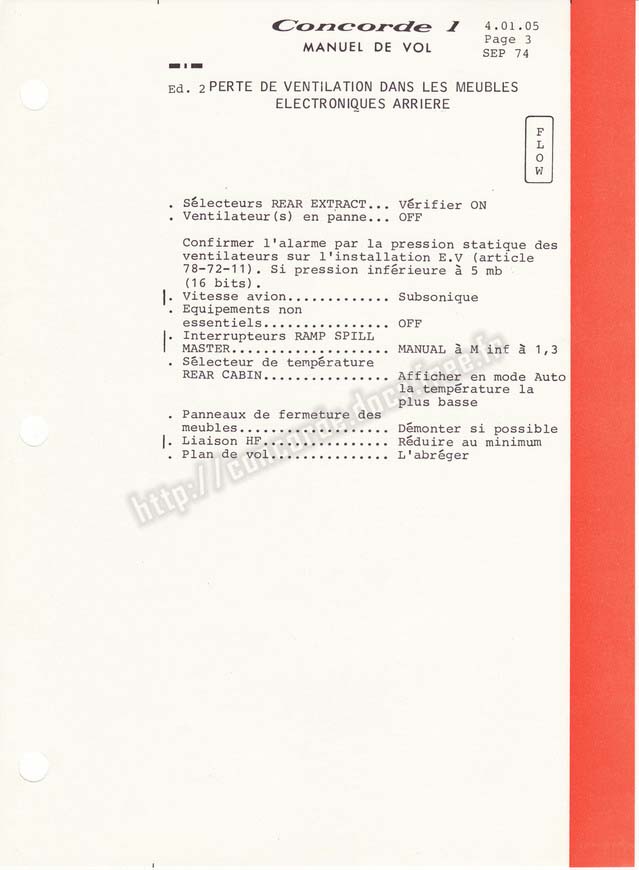 Concorde 1
MANUEL DE VOL
4.01.05
Page 3
SEP 74
Ed. 2 PERTE DE VENTILATION DANS LES MEUBLES
ELECTRONIQUES ARRIERE
F
L
O
W
. Sélecteurs REAR EXTRACT... Vérifier ON
. Ventilateur(s) en panne... OFF
Confirmer l'alarme par la pression statique des
ventilateurs sur l'installation E.V (article
78-72-11). Si pression inférieure à 5 mb
(16 bits).
. Vitesse avion............. Subsonique
. Equipements non
essentiels................ OFF
. Interrupteurs RAMP SPILL
MASTER.................... MANUAL à M inf à 1,3
. Sélecteur de température
REAR CABIN................ Afficher en mode Auto
la température la
plus basse
. Panneaux de fermeture des
meubles................... Démonter si possible
. Liaison HF................ Réduire au minimum
. Plan de vol............... L'abréger
http://concorde.docs.free.fr